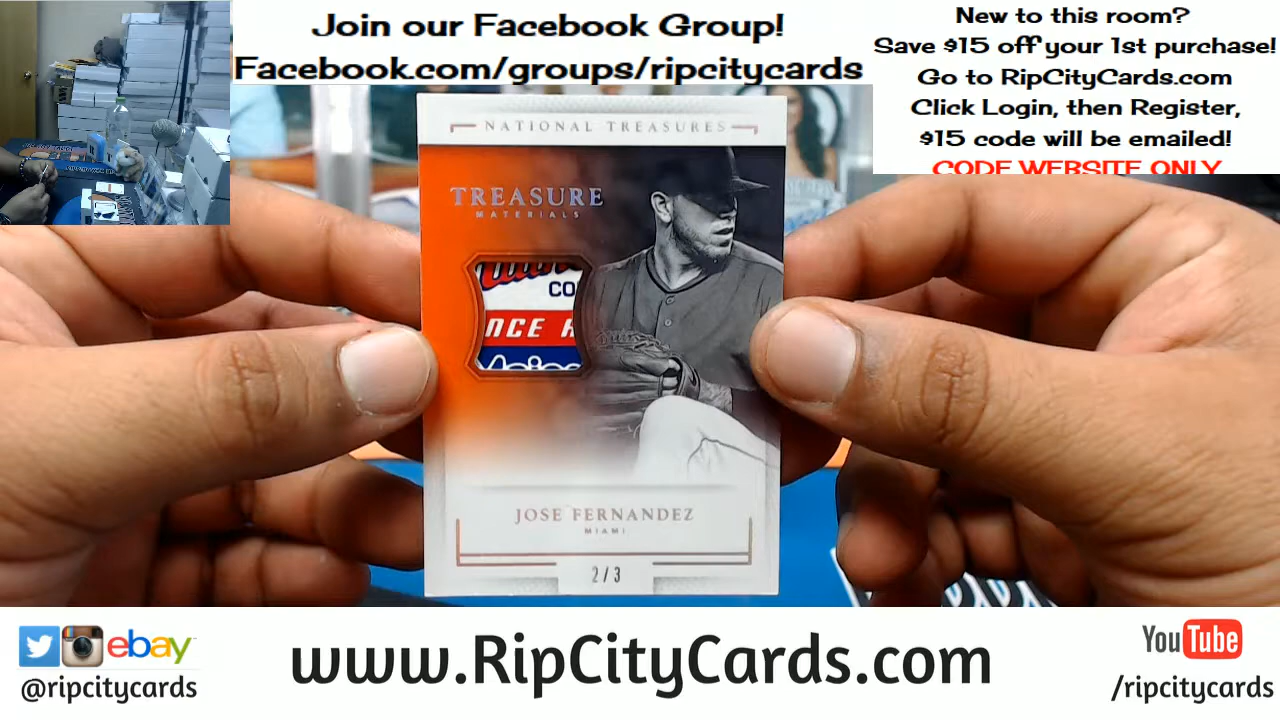 Join our Facebook Group!
Facebook.com/groups/ripcitycards
New to this room?
Save $15 off your 1st purchase!
Go to RipCityCards.com
Click Login, then Register,
$15 code will be emailed!
CODE WEBSITE ONLY
NATIONAL TREASURES
TREASURE
MATERIALS
CO
NCE
JOSE FERNANDEZ
MIAMI
2/3
ebay
@ripcitycards
www.RipCityCards.com
YouTube
/ripcitycards